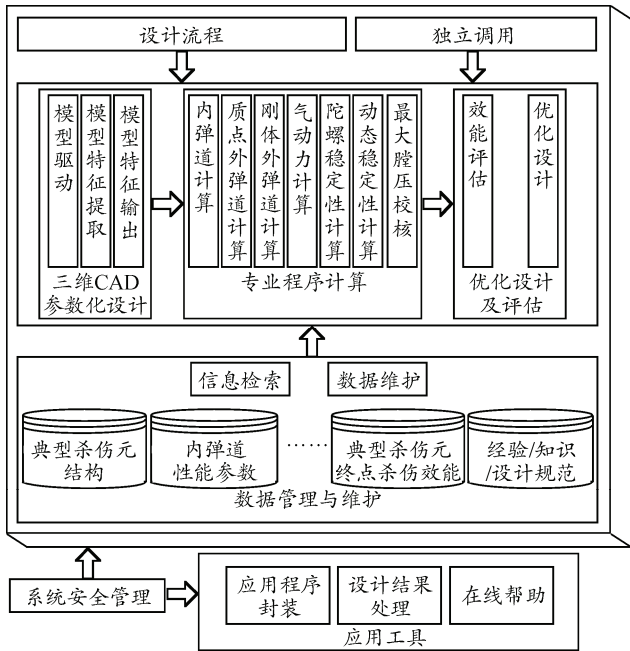 设计流程
独立调用
模型驱动
模型特征提取
模型特征输出
三维CAD
参数化设计
内弹道计算
质点外弹道计算
刚体外弹道计算
气动力计算
陀螺稳定性计算
动态稳定性计算
最大膛压校核
专业程序计算
效能评估
优化设计
优化设计
及评估
信息检索
数据维护
典型杀伤元
结构
内弹道
性能参数
……
典型杀伤元
终点杀伤效能
经验/知识
/设计规范
数据管理与维护
系统安全管理
应用程序
封装
设计结果
处理
在线帮助
应用工具